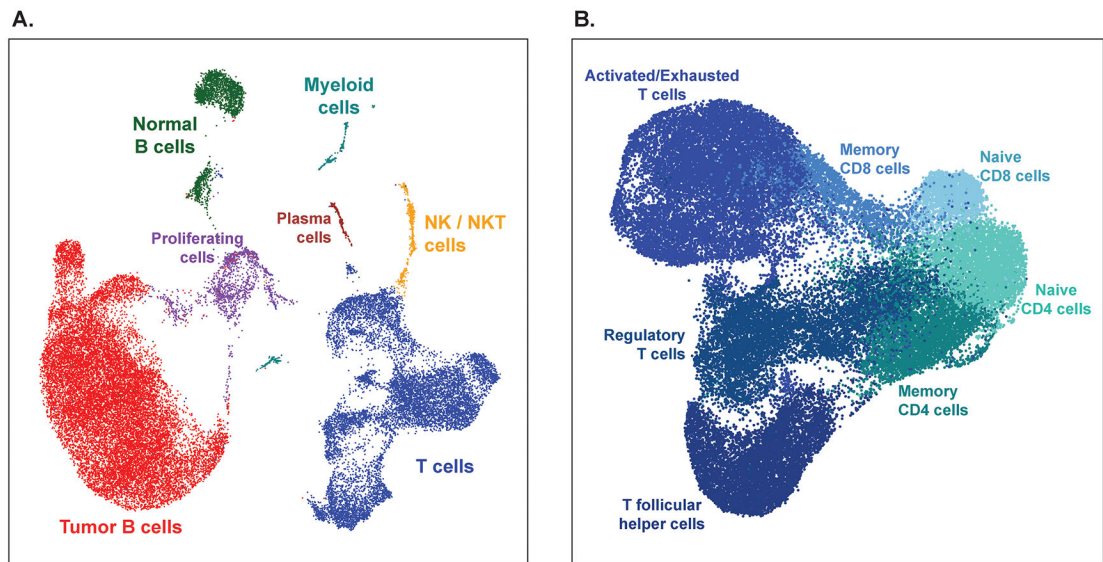 A.
Normal
B cells
Myeloid
cells
Plasma
cells
NK / NKT
cells
Proliferating
cells
T cells
Tumor B cells
B.
Activated/Exhausted
T cells
Memory
CD8 cells
Naive
CD8 cells
Naive
CD4 cells
Regulatory
T cells
Memory
CD4 cells
T follicular
helper cells